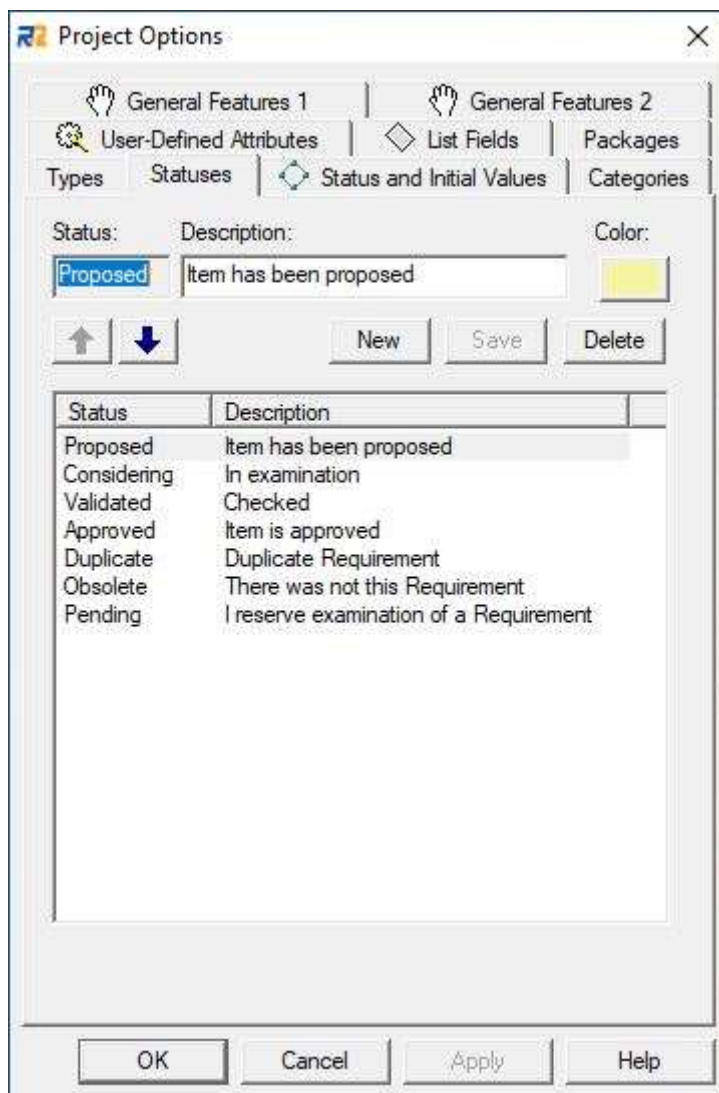 R2 Project Options
General Features 1 General Features 2
User-Defined Attributes List Fields Packages
Types Statuses Status and Initial Values Categories
Status: Description: Color:
Proposed Item has been proposed
New Save Delete
Status Description
Proposed Item has been proposed
Considering In examination
Validated Checked
Approved Item is approved
Duplicate Duplicate Requirement
Obsolete There was not this Requirement
Pending I reserve examination of a Requirement
OK Cancel Apply Help